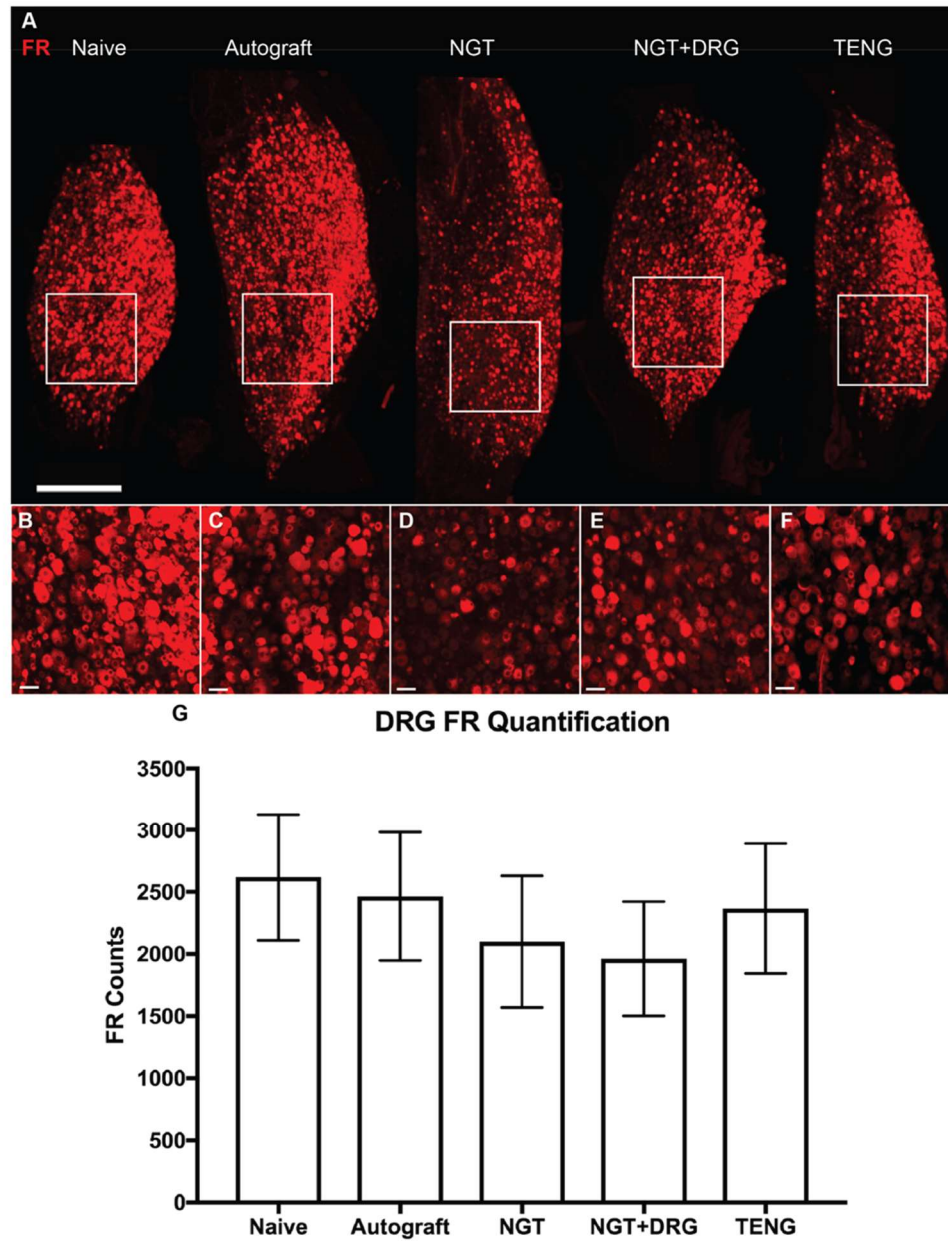 A
FR Naive Autograft NGT NGT+DRG TENG
B C D E F
G
DRG FR Quantification
3500
3000
2500
2000
1500
1000
500
0
FR Counts
Naive Autograft NGT NGT+DRG TENG